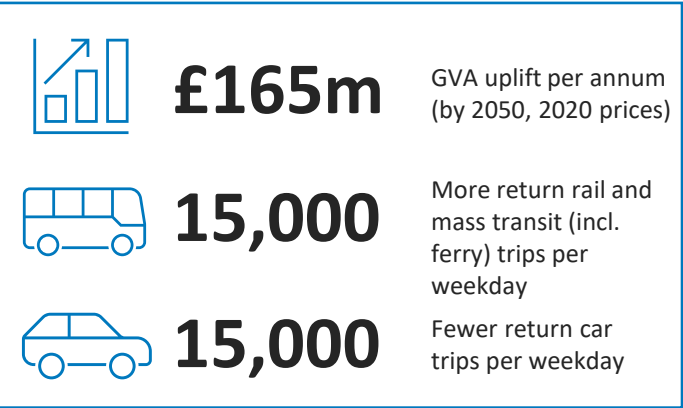 £165m
GVA uplift per annum
(by 2050, 2020 prices)
15,000
More return rail and
mass transit (incl.
ferry) trips per
weekday
15,000
Fewer return car
trips per weekday